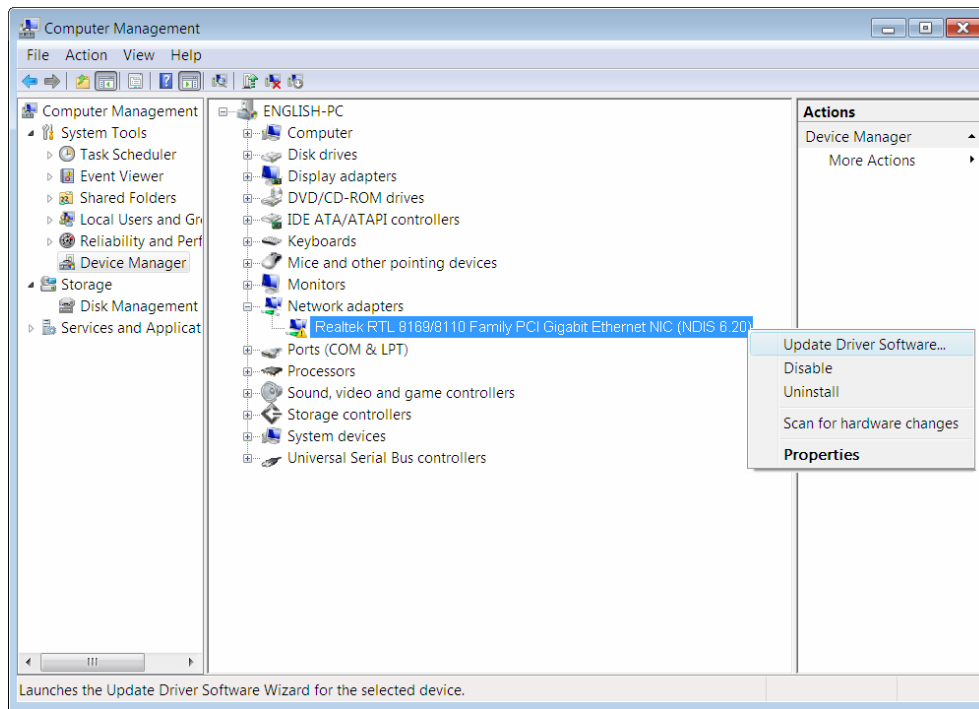 Computer Management
File Action View Help
Computer Management
System Tools
Task Scheduler
Event Viewer
Shared Folders
Local Users and Gr
Reliability and Perf
Device Manager
Storage
Disk Management
Services and Applicat
ENGLISH-PC
Computer
Disk drives
Display adapters
DVD/CD-ROM drives
IDE ATA/ATAPI controllers
Keyboards
Mice and other pointing devices
Monitors
Network adapters
Realtek RTL 8169/8110 Family PCI Gigabit Ethernet NIC (NDIS 6.20)
Ports (COM & LPT)
Processors
Sound, video and game controllers
Storage controllers
System devices
Universal Serial Bus controllers
Update Driver Software...
Disable
Uninstall
Scan for hardware changes
Properties
Actions
Device Manager
More Actions
Launches the Update Driver Software Wizard for the selected device.